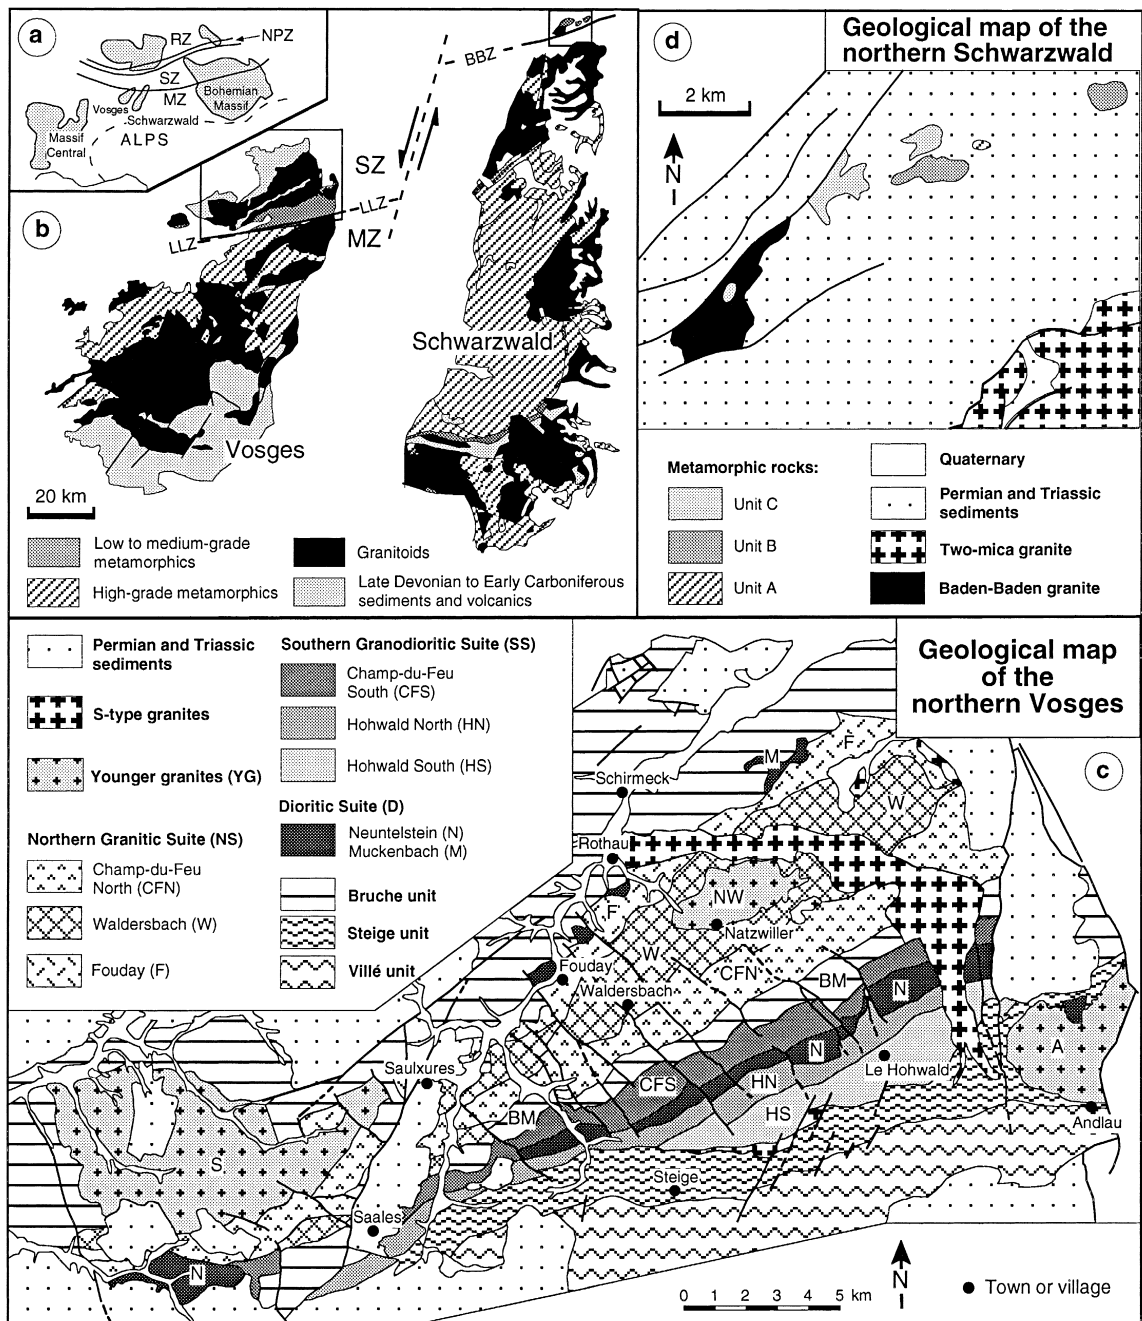 a
RZ
NPZ
SZ
MZ
Bohemian
Massif
Vosges
Schwarzwald
Massif
Central
ALPS
b
BBZ
SZ
LLZ
LLZ
MZ
Schwarzwald
Vosges
20 km
Low to medium-grade
metamorphics
High-grade metamorphics
Granitoids
Late Devonian to Early Carboniferous
sediments and volcanics
d
Geological map of the
northern Schwarzwald
2 km
N
Metamorphic rocks:
Unit C
Unit B
Unit A
Quaternary
Permian and Triassic
sediments
Two-mica granite
Baden-Baden granite
Permian and Triassic
sediments
S-type granites
Younger granites (YG)
Northern Granitic Suite (NS)
Champ-du-Feu
North (CFN)
Waldersbach (W)
Fouday (F)
Southern Granodioritic Suite (SS)
Champ-du-Feu
South (CFS)
Hohwald North (HN)
Hohwald South (HS)
Dioritic Suite (D)
Neuntelstein (N)
Muckenbach (M)
Bruche unit
Steige unit
Villé unit
Geological map
of the
northern Vosges
c
F
M
Schirmeck
W
Rothau
NW
F
Natzwiller
W
CFN
Fouday
BM
N
Waldersbach
N
A
Saulxures
Le Hohwald
CFS
HN
BM
HS
Andlau
S
Steige
Saales
N
N
0 1 2 3 4 5 km
Town or village